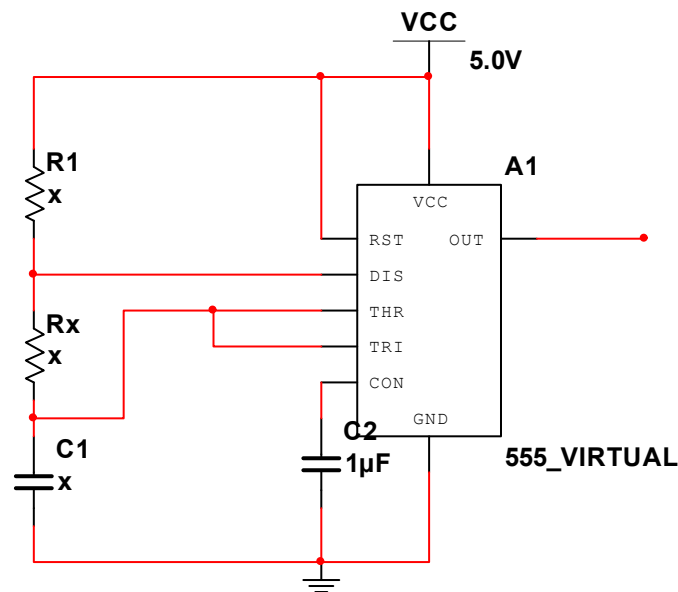 VCC
5.0V
R1
x
A1
VCC
RST
OUT
DIS
THR
TRI
CON
GND
Rx
x
C1
x
C2
1µF
555_VIRTUAL